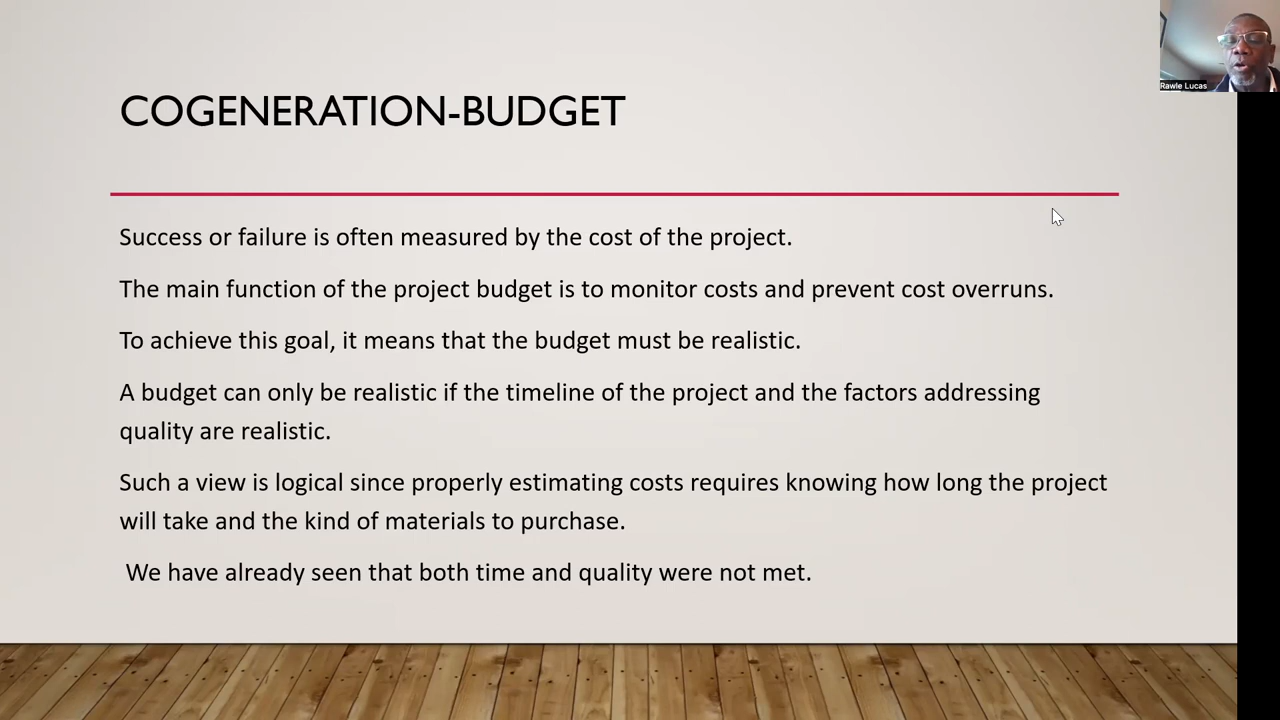 Rawle Lucas
COGENERATION-BUDGET
Success or failure is often measured by the cost of the project.
The main function of the project budget is to monitor costs and prevent cost overruns.
To achieve this goal, it means that the budget must be realistic.
A budget can only be realistic if the timeline of the project and the factors addressing
quality are realistic.
Such a view is logical since properly estimating costs requires knowing how long the project
will take and the kind of materials to purchase.
We have already seen that both time and quality were not met.